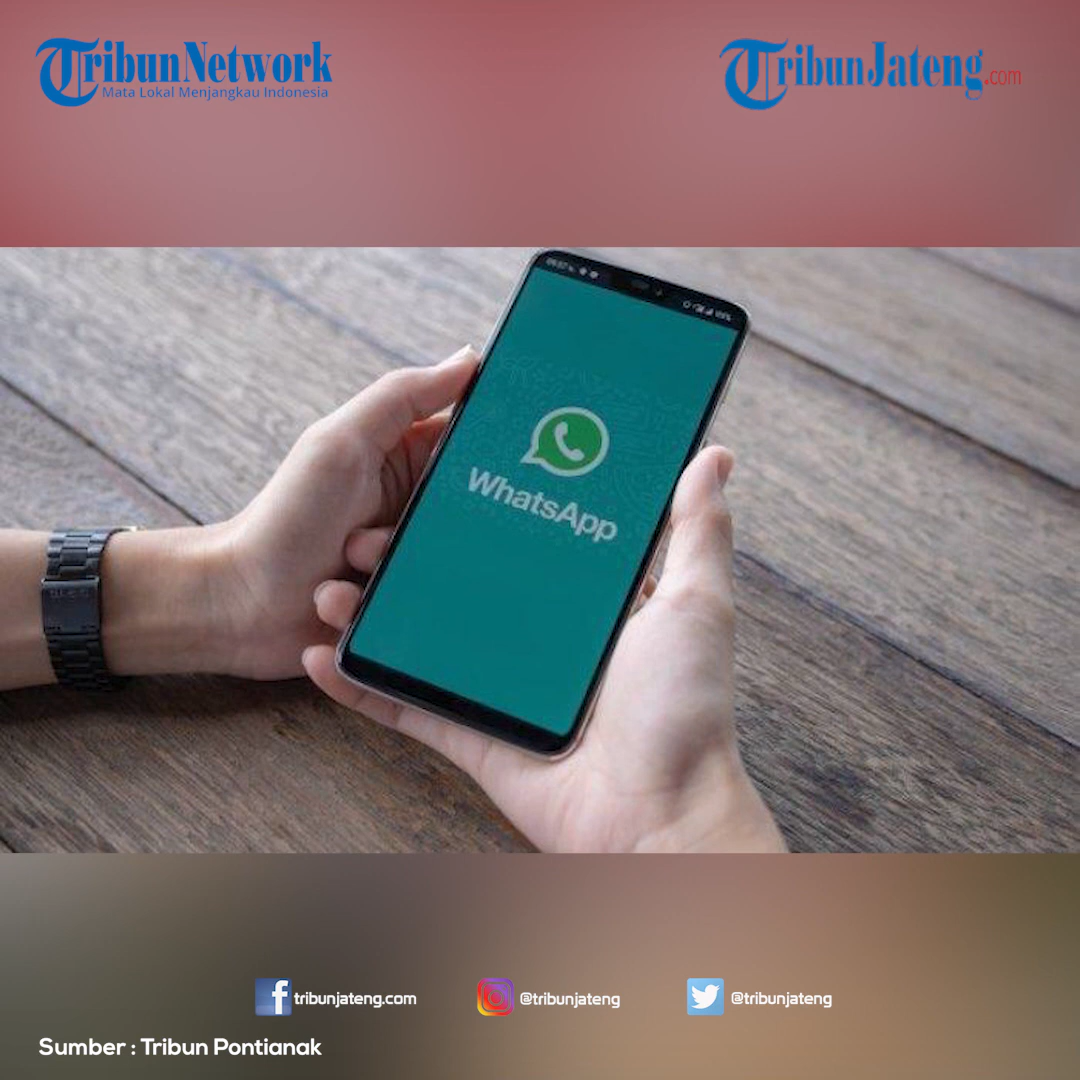 TribunNetwork
Mata Lokal Menjangkau Indonesia
TribunJateng.com
WhatsApp
tribunjateng.com
@tribunjateng
@tribunjateng
Sumber : Tribun Pontianak